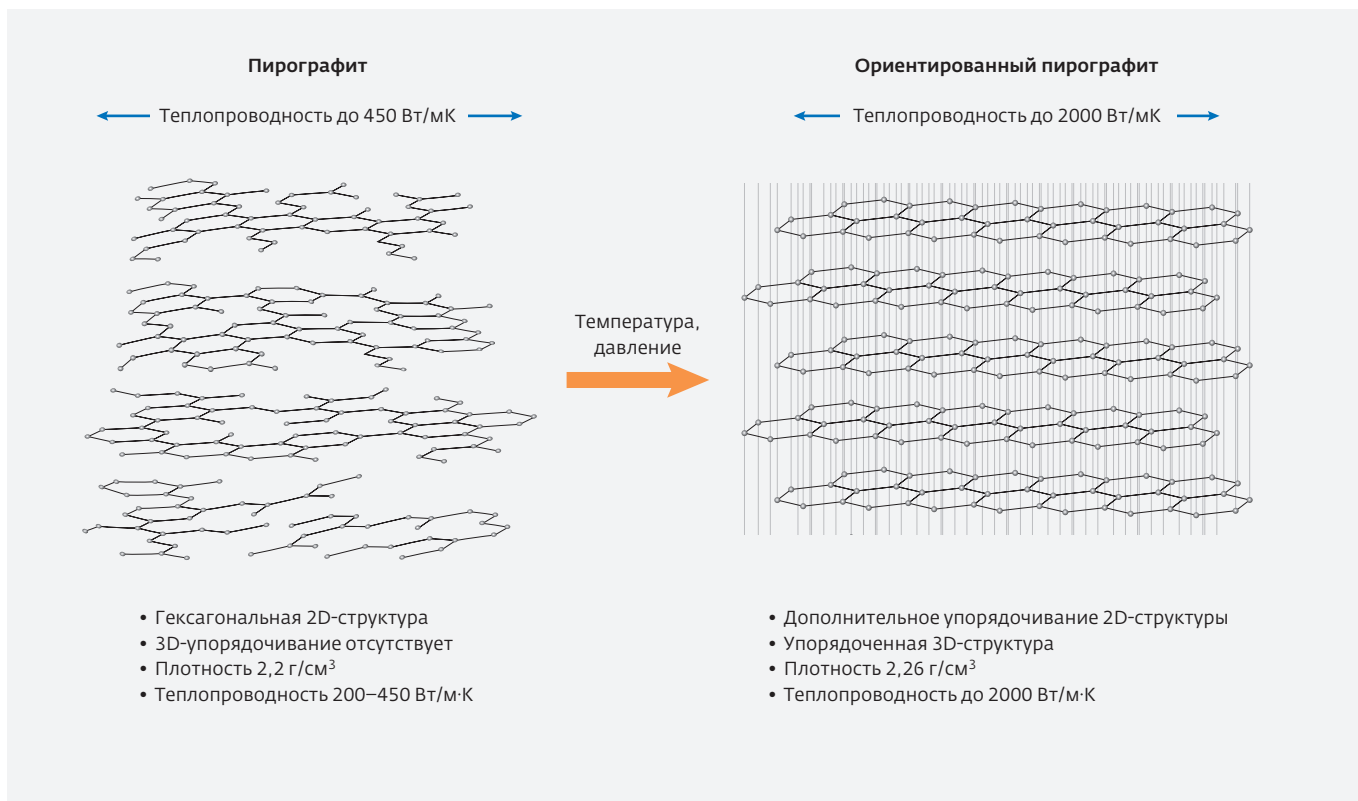 Пирографит
Теплопроводность до 450 Вт/мК
Ориентированный пирографит
Теплопроводность до 2000 Вт/мК
Температура,
давление
• Гексагональная 2D-структура
• 3D-упорядочивание отсутствует
• Плотность 2,2 г/см³
• Теплопроводность 200–450 Вт/м·К
• Дополнительное упорядочивание 2D-структуры
• Упорядоченная 3D-структура
• Плотность 2,26 г/см³
• Теплопроводность до 2000 Вт/м·К